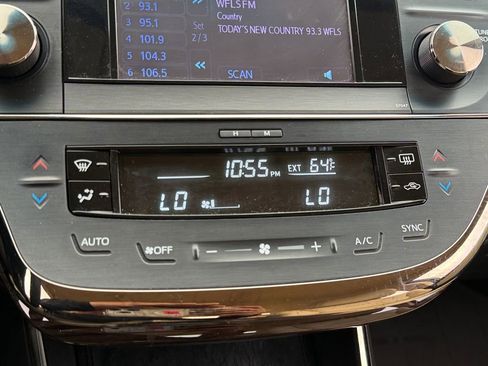 WFLS FM
2 93.1
Country
3 95.1
Set
TODAY'S NEW COUNTRY 93.3 WFLS
4 101.9
2/3
5 104.3
6 106.5
SCAN
TUNE
H M
10:55 PM EXT 64°F
LO LO
AUTO
OFF
- +
A/C
SYNC